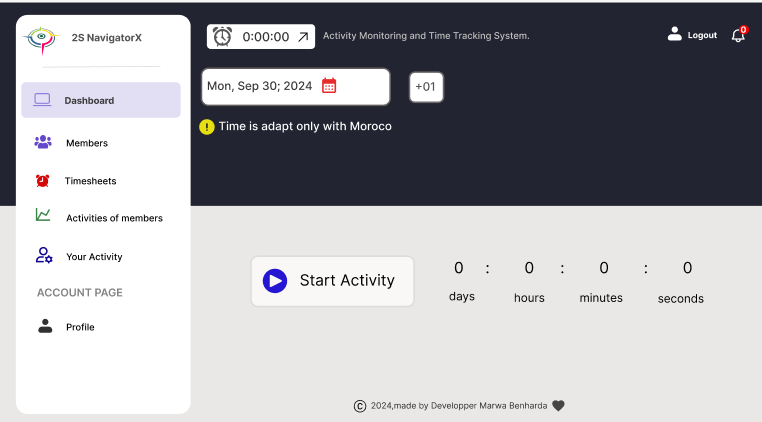 2S NavigatorX
Dashboard
Members
Timesheets
Activities of members
Your Activity
ACCOUNT PAGE
Profile
0:00:00
Activity Monitoring and Time Tracking System.
Logout
0
Mon, Sep 30; 2024
+01
! Time is adapt only with Moroco
Start Activity
0 : 0 : 0 : 0
days hours minutes seconds
© 2024,made by Developper Marwa Benharda